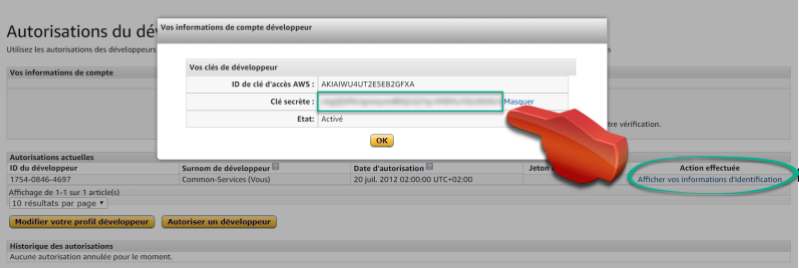 Autorisations du dé
Utilisez les autorisations des développeurs
Vos informations de compte
Vos informations de compte développeur
Vos clés de développeur
ID de clé d'accès AWS : AKIAIWU4UT2E5EB2GFXA
Clé secrète : Masquer
Etat: Activé
OK
tre vérification.
Autorisations actuelles
ID du développeur Surnom de développeur Date d'autorisation Jeton Action effectuée
1754-0846-4697 Common-Services (Vous) 20 juil. 2012 02:00:00 UTC+02:00 Afficher vos informations d'identification
Affichage de 1-1 sur 1 article(s)
10 résultats par page
Modifier votre profil développeur Autoriser un développeur
Historique des autorisations
Aucune autorisation annulée pour le moment.